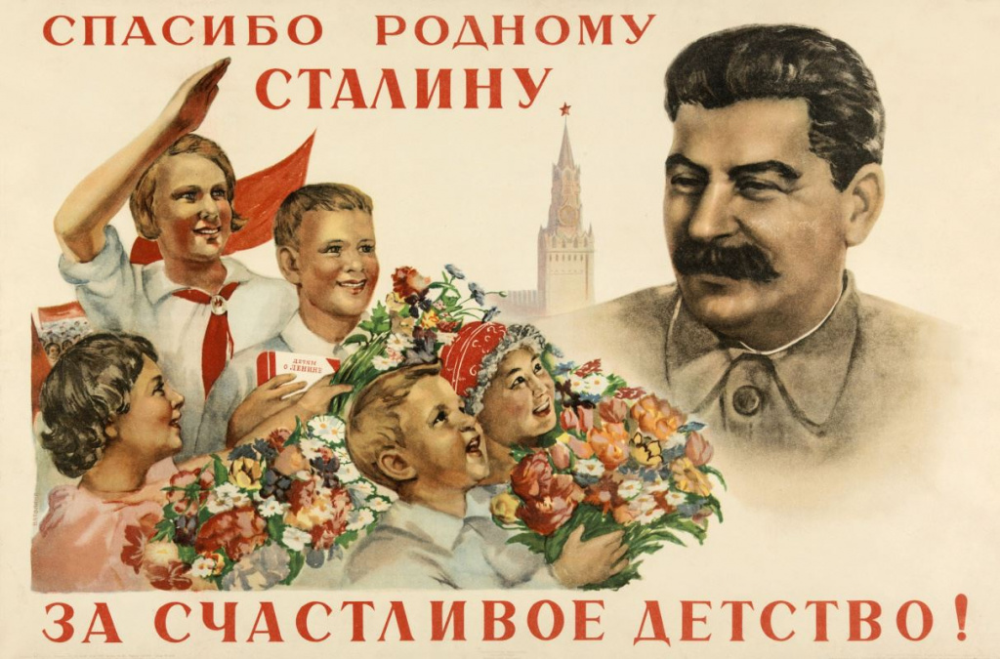 СПАСИБО РОДНОМУ
СТАЛИНУ
ДЕТЯМ
О ЛЕНИНЕ
ЗА СЧАСТЛИВОЕ ДЕТСТВО!